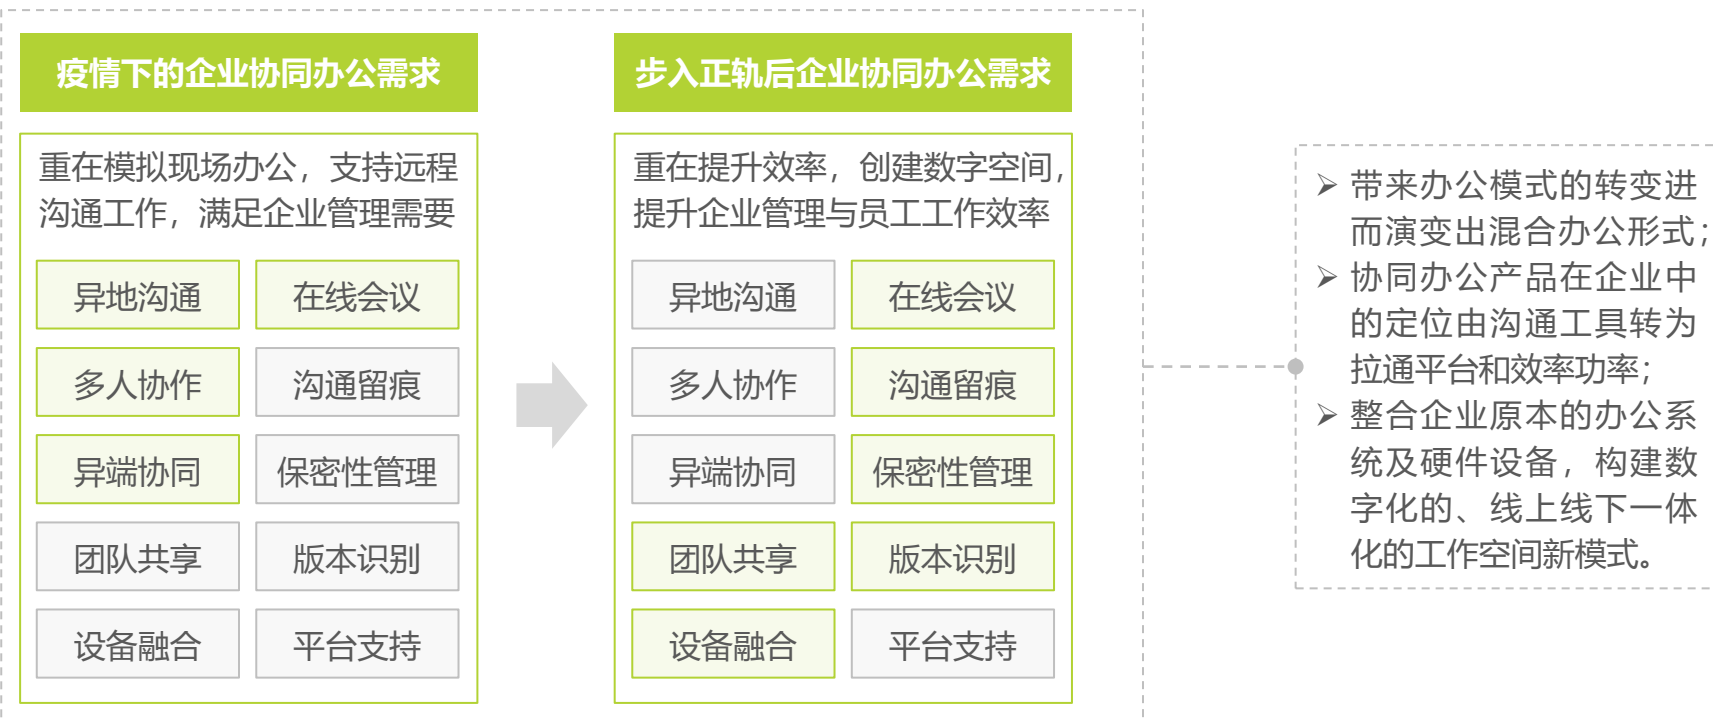 疫情下的企业协同办公需求
重在模拟现场办公，支持远程
沟通工作，满足企业管理需要
异地沟通
在线会议
多人协作
沟通留痕
异端协同
保密性管理
团队共享
版本识别
设备融合
平台支持
步入正轨后企业协同办公需求
重在提升效率，创建数字空间，
提升企业管理与员工工作效率
异地沟通
在线会议
多人协作
沟通留痕
异端协同
保密性管理
团队共享
版本识别
设备融合
平台支持
➢ 带来办公模式的转变进
而演变出混合办公形式；
➢ 协同办公产品在企业中
的定位由沟通工具转为
拉通平台和效率功率；
➢ 整合企业原本的办公系
统及硬件设备，构建数
字化的、线上线下一体
化的工作空间新模式。